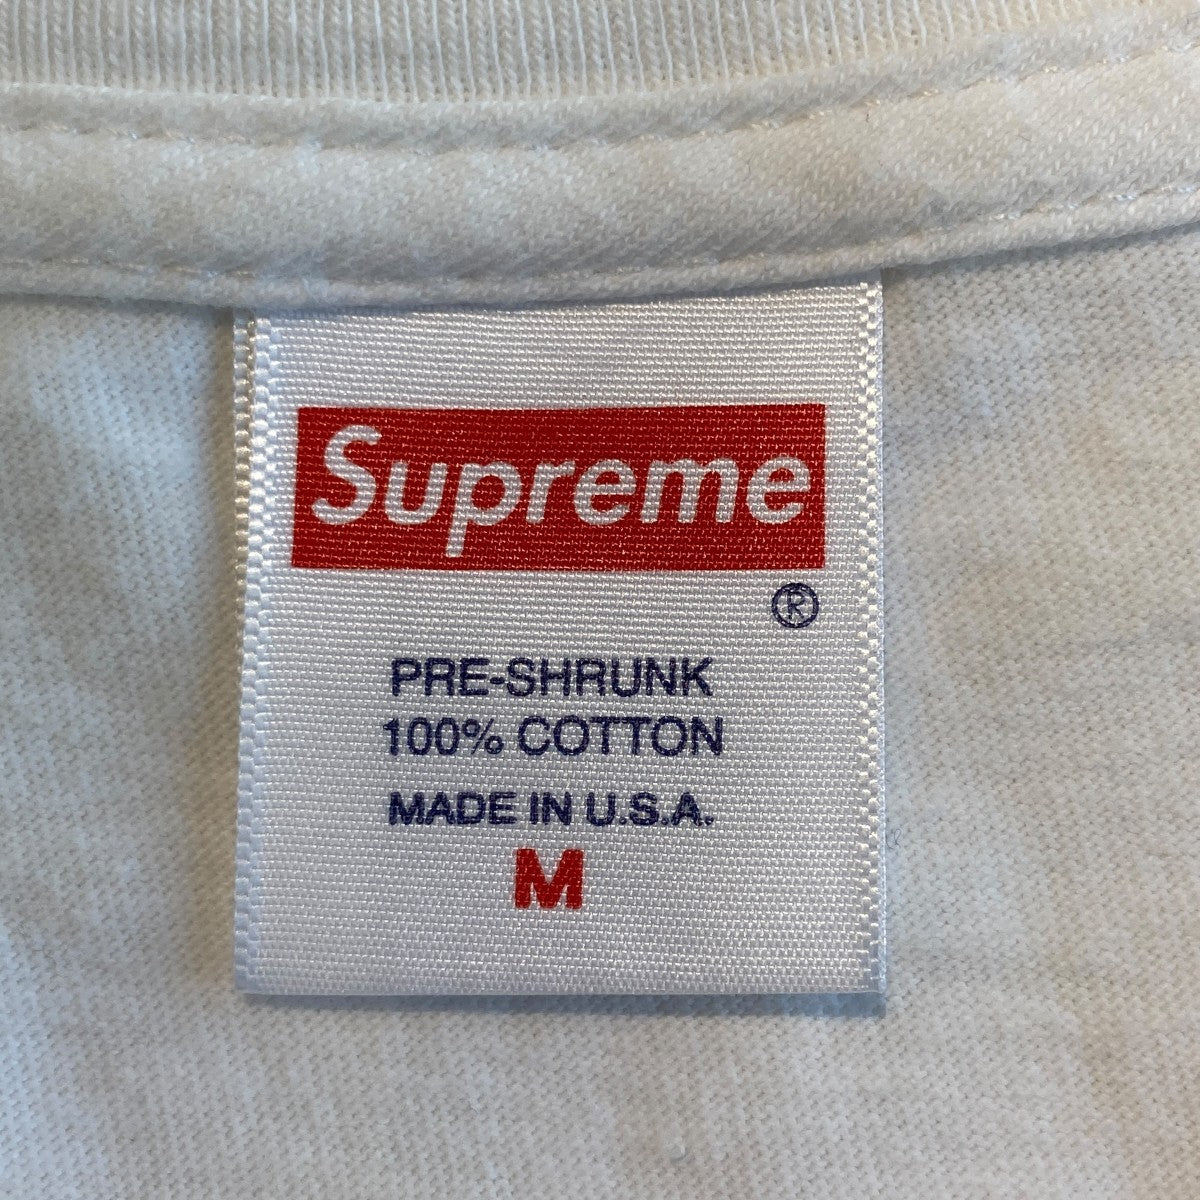 Supreme
®
PRE-SHRUNK
100% COTTON
MADE IN U.S.A.
M